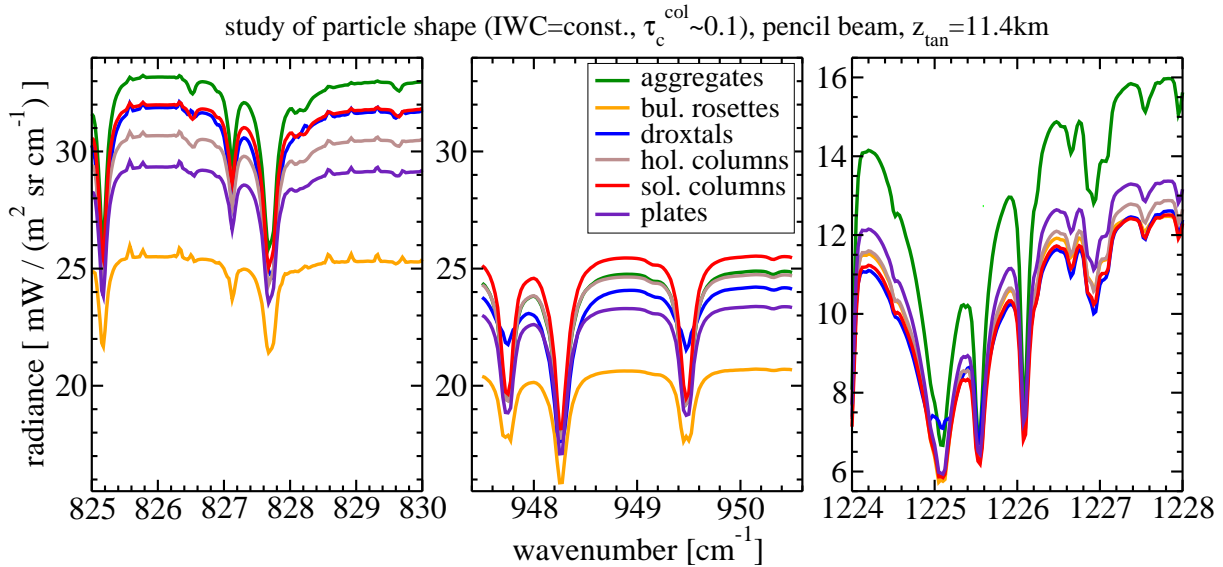 study of particle shape (IWC=const., τ_c^col~0.1), pencil beam, z_tan=11.4km
radiance [ mW / (m^2 sr cm^-1) ]
30
25
20
825 826 827 828 829 830
20
25
30
948 949 950
aggregates
bul. rosettes
droxtals
hol. columns
sol. columns
plates
16
14
12
10
8
6
1224 1225 1226 1227 1228
wavenumber [cm^-1]